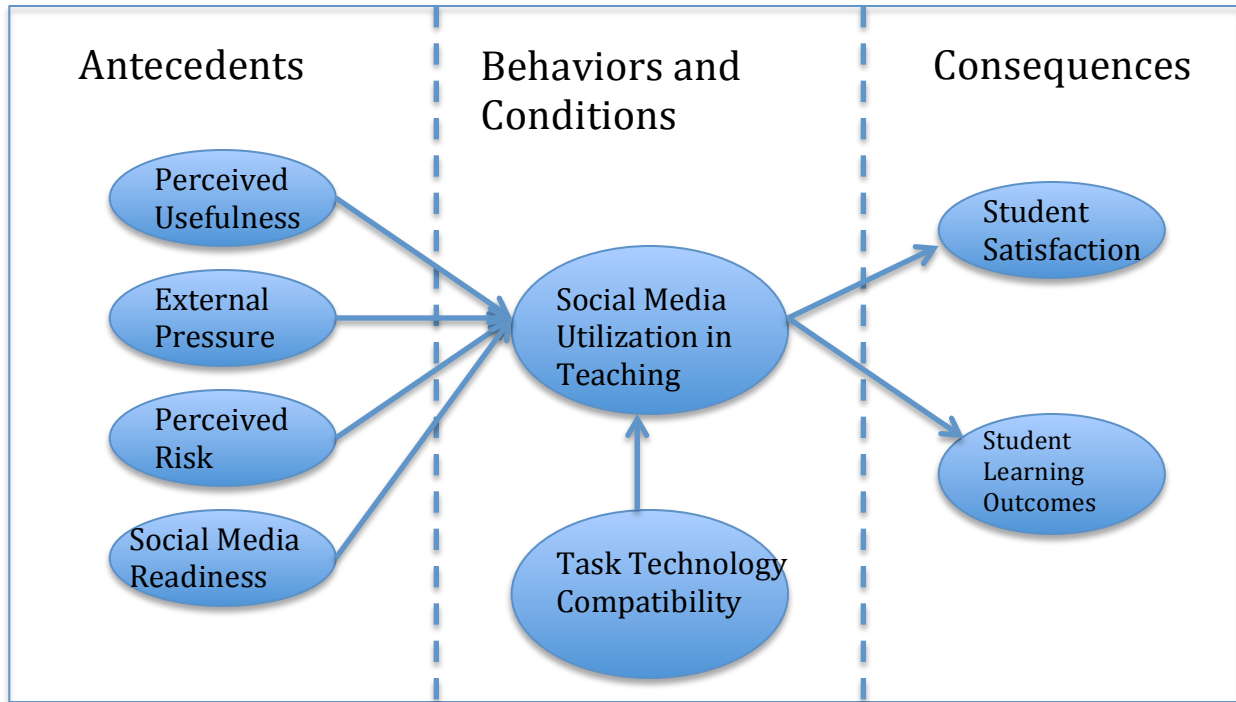 Antecedents
Behaviors and
Conditions
Consequences
Perceived
Usefulness
External
Pressure
Perceived
Risk
Social Media
Readiness
Social Media
Utilization in
Teaching
Task Technology
Compatibility
Student
Satisfaction
Student
Learning
Outcomes